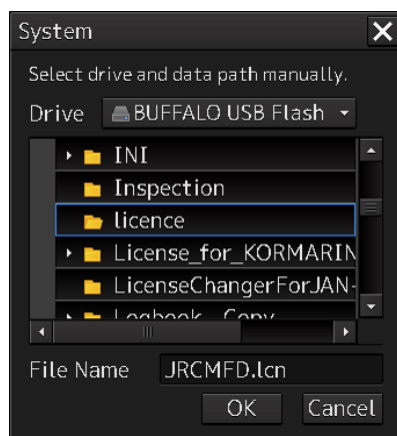 System
Select drive and data path manually.
Drive BUFFALO USB Flash
INI
Inspection
licence
License_for_KORMARIN
LicenseChangerForJAN-
Logbook
File Name JRCMFD.lcn
OK Cancel